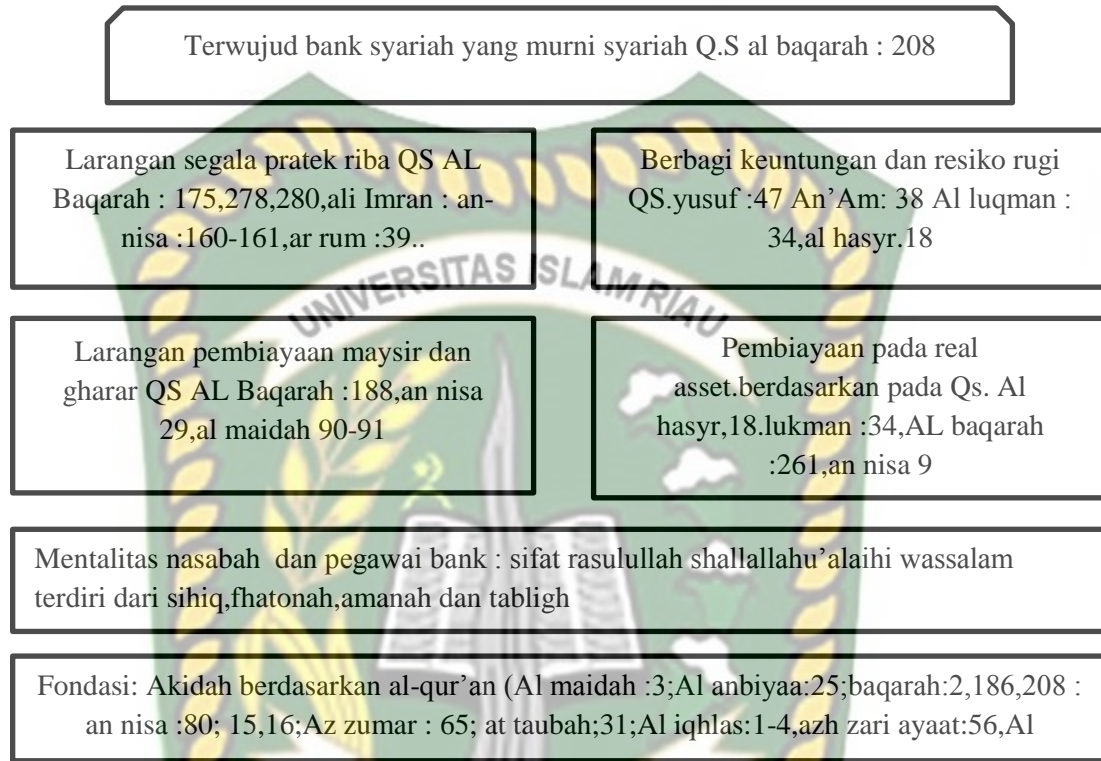 Terwujud bank syariah yang murni syariah Q.S al baqarah : 208
Larangan segala pratek riba QS AL
Baqarah : 175,278,280,ali Imran : an-
nisa :160-161,ar rum :39..
Berbagi keuntungan dan resiko rugi
QS.yusuf :47 An’Am: 38 Al luqman :
34,al hasyr.18
UNIVERSITAS ISLAM RIAU
Larangan pembiayaan maysir dan
gharar QS AL Baqarah :188,an nisa
29,al maidah 90-91
Pembiayaan pada real
asset.berdasarkan pada Qs. Al
hasyr,18.lukman :34,AL baqarah
:261,an nisa 9
Mentalitas nasabah dan pegawai bank : sifat rasulullah shallallahu’alaihi wassalam
terdiri dari sihiq,fhatonah,amanah dan tabligh
Fondasi: Akidah berdasarkan al-qur’an (Al maidah :3;Al anbiyaa:25;baqarah:2,186,208 :
an nisa :80; 15,16;Az zumar : 65; at taubah;31;Al iqhlas:1-4,azh zari ayaat:56,Al